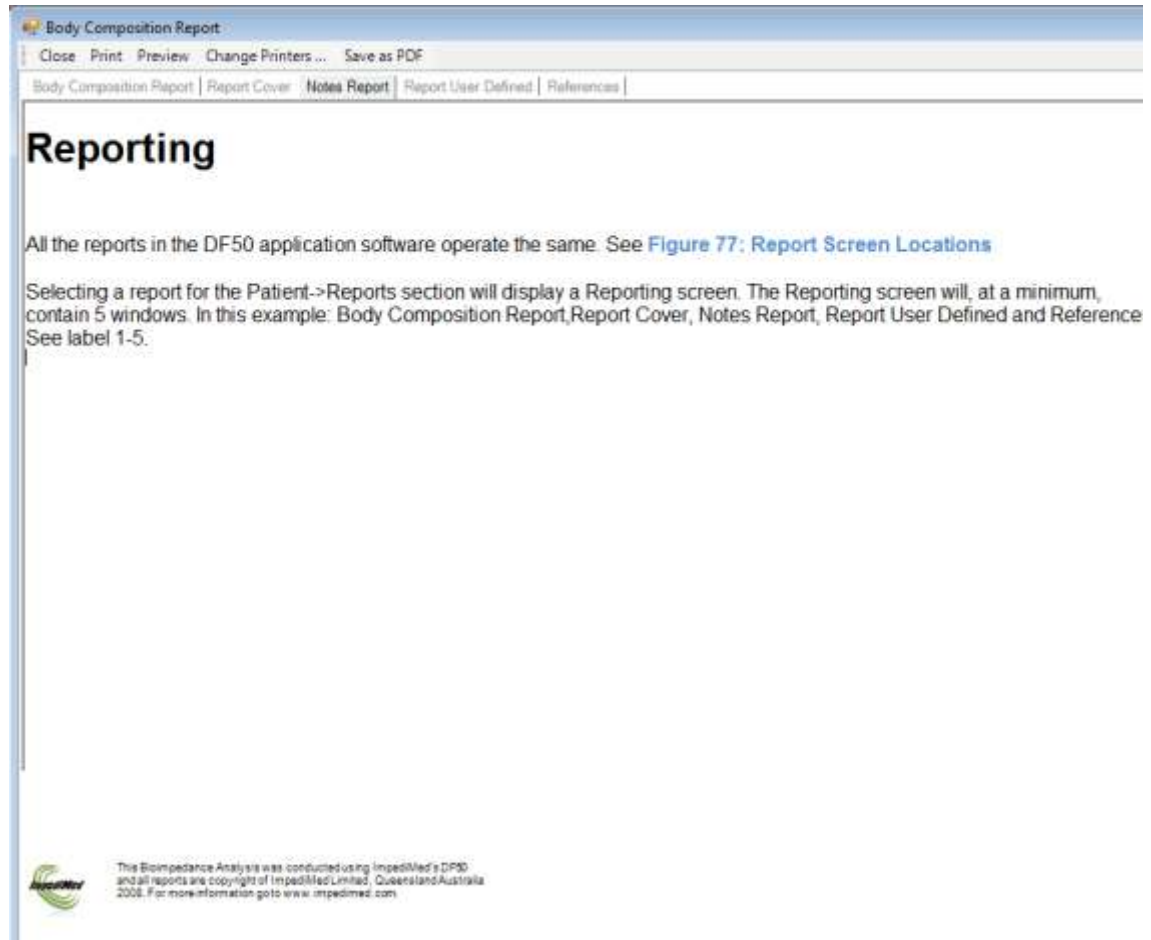 Body Composition Report
Close Print Preview Change Printers ... Save as PDF
Body Composition Report | Report Cover Notes Report | Report User Defined | References |
Reporting
All the reports in the DF50 application software operate the same. See Figure 77: Report Screen Locations
Selecting a report for the Patient->Reports section will display a Reporting screen. The Reporting screen will, at a minimum,
contain 5 windows. In this example: Body Composition Report,Report Cover, Notes Report, Report User Defined and Reference
See label 1-5.
ImpediMed
This Bioimpedance Analysis was conducted using ImpediMed's DF50
and all reports are copyright of ImpediMed Limited, Queensland Australia
2008. For more information go to www.impedimed.com